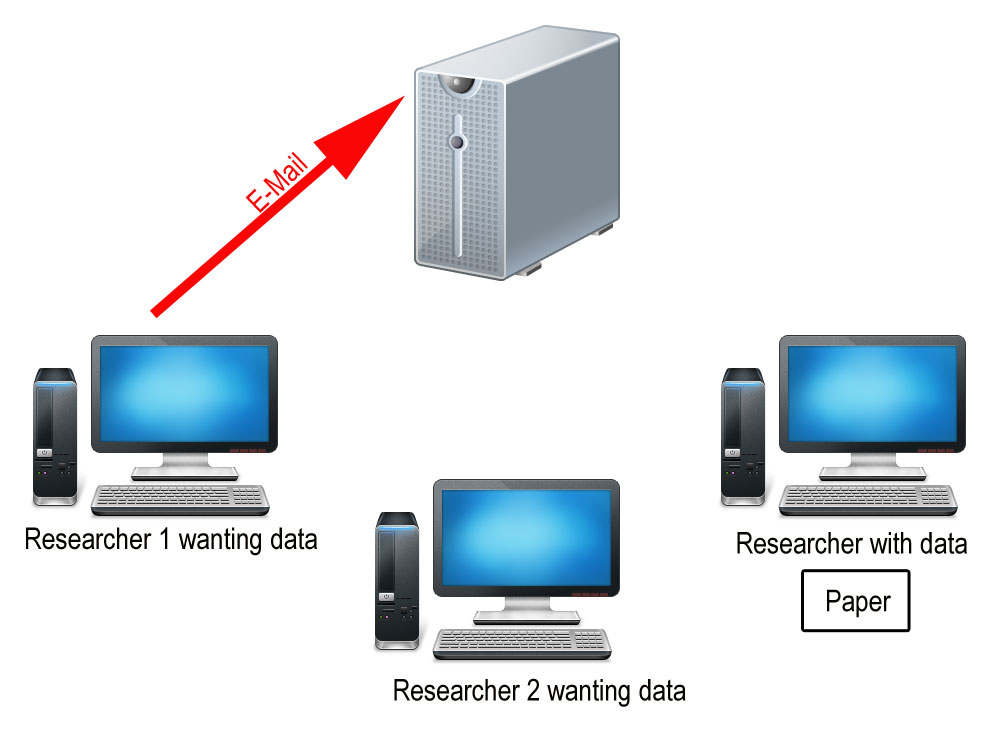 E-Mail
Researcher 1 wanting data
Researcher with data
Paper
Researcher 2 wanting data